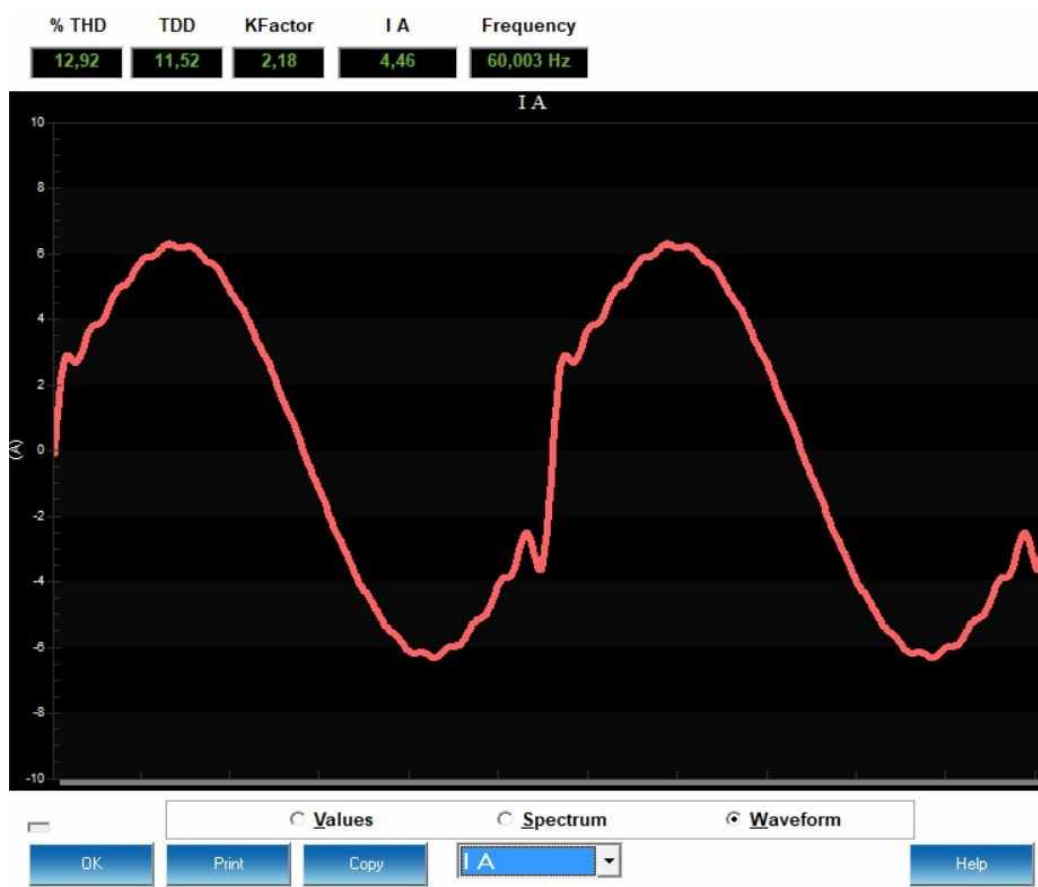 % THD TDD KFactor I A Frequency
12,92 11,52 2,18 4,46 60,003 Hz
I A
10
8
6
4
2
(A) 0
-2
-4
-6
-8
-10
Values Spectrum Waveform
OK Print Copy I A Help